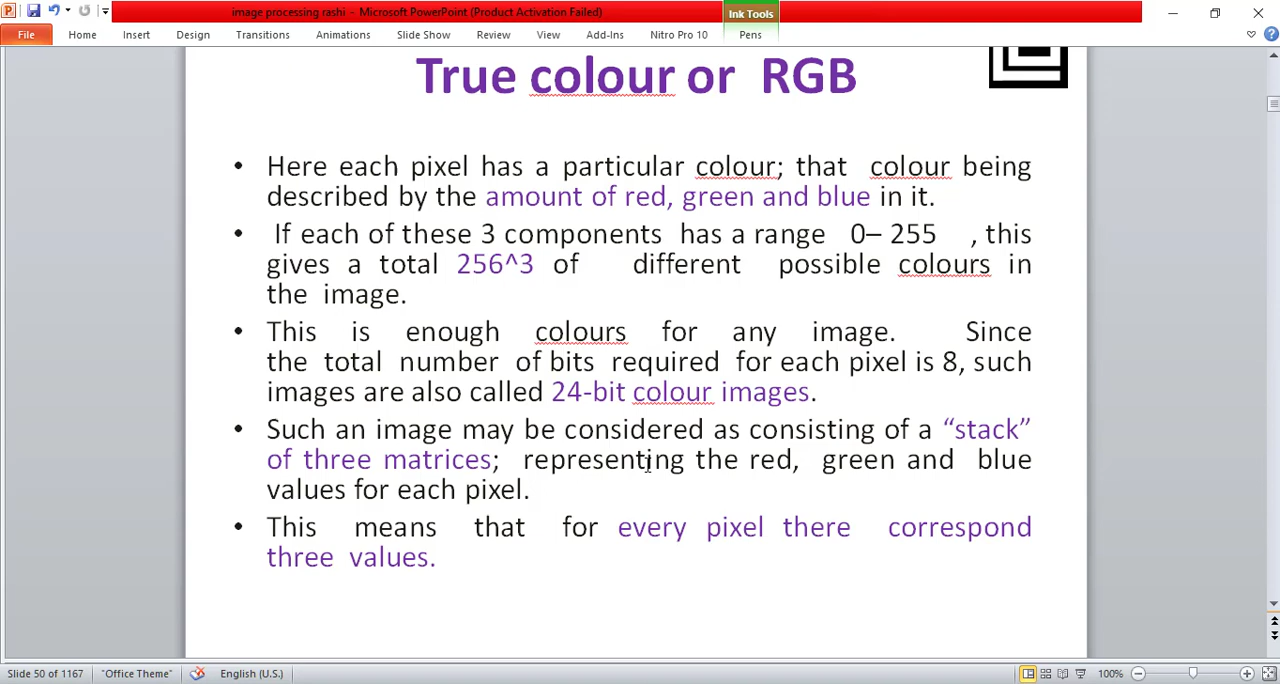 image processing rashi - Microsoft PowerPoint (Product Activation Failed)
Ink Tools
File Home Insert Design Transitions Animations Slide Show Review View Add-Ins Nitro Pro 10 Pens
True colour or RGB
• Here each pixel has a particular colour; that colour being
described by the amount of red, green and blue in it.
• If each of these 3 components has a range 0– 255 , this
gives a total 256^3 of different possible colours in
the image.
• This is enough colours for any image. Since
the total number of bits required for each pixel is 8, such
images are also called 24-bit colour images.
• Such an image may be considered as consisting of a “stack”
of three matrices; representing the red, green and blue
values for each pixel.
• This means that for every pixel there correspond
three values.
Slide 50 of 1167 "Office Theme" English (U.S.) 100%